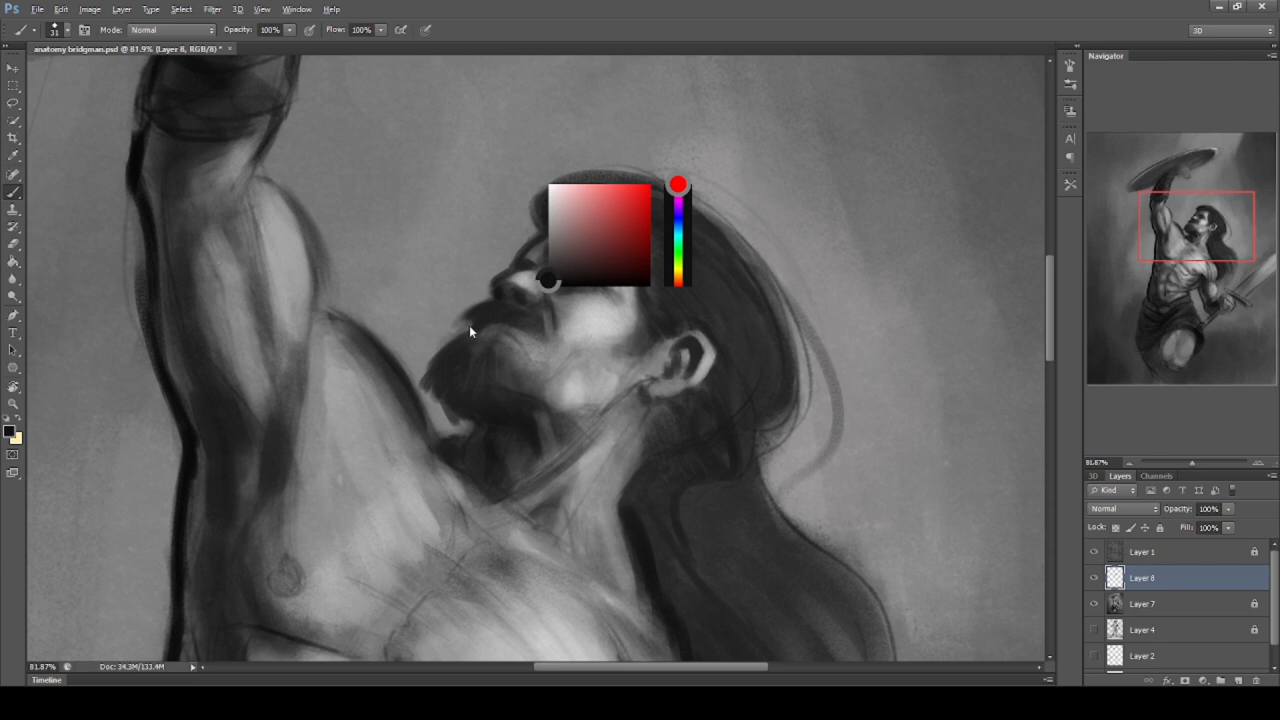 Ps File Edit Image Layer Type Select Filter 3D View Window Help
31 Mode: Normal Opacity: 100% Flow: 100% 3D
anatomy bridgman.psd @ 81.9% (Layer 8, RGB/8) * ×
Navigator
81.87%
3D Layers Channels
Kind
Normal Opacity: 100%
Lock: Fill: 100%
Layer 1
Layer 8
Layer 7
Layer 4
Layer 2
81.87% Doc: 34.3M/133.4M
Timeline